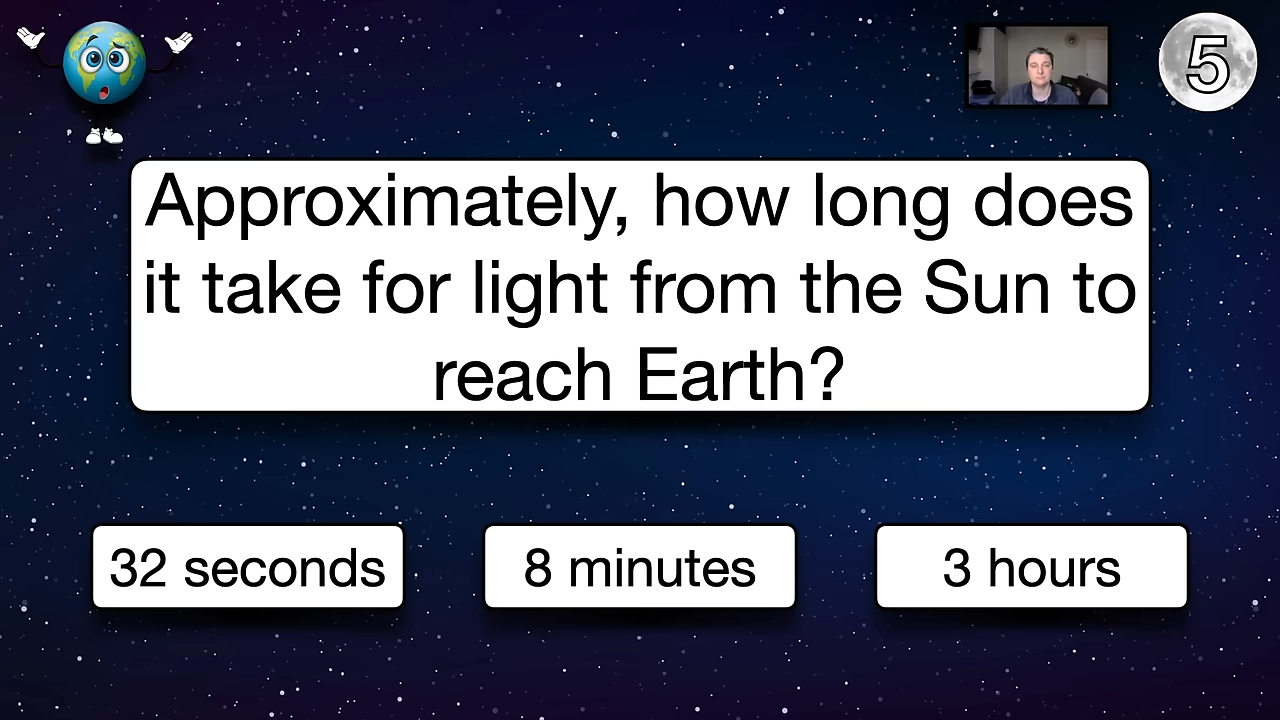 5
Approximately, how long does
it take for light from the Sun to
reach Earth?
32 seconds
8 minutes
3 hours